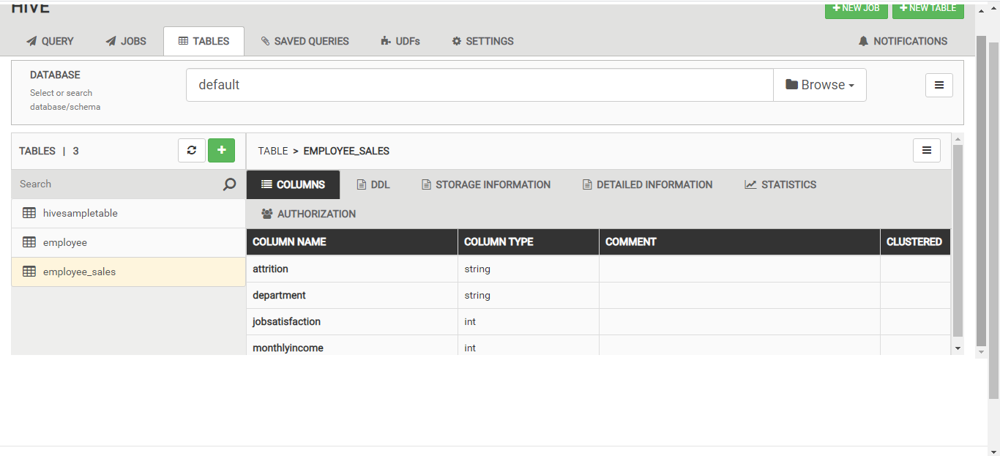 HIVE
NEW JOB NEW TABLE
QUERY JOBS TABLES SAVED QUERIES UDFs SETTINGS NOTIFICATIONS
DATABASE
Select or search
database/schema
default
Browse
TABLES | 3
TABLE > EMPLOYEE_SALES
Search
COLUMNS DDL STORAGE INFORMATION DETAILED INFORMATION STATISTICS
AUTHORIZATION
hivesampletable
employee
employee_sales
COLUMN NAME COLUMN TYPE COMMENT CLUSTERED
attrition string
department string
jobsatisfaction int
monthlyincome int